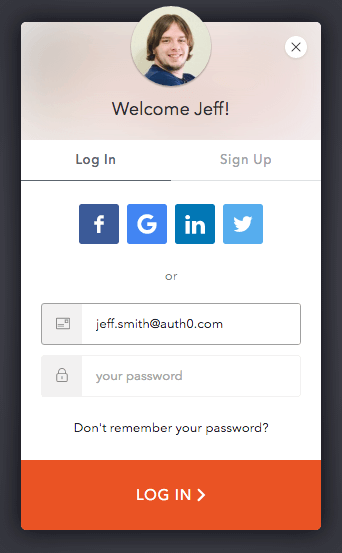 Welcome Jeff!
Log In
Sign Up
f
G
in
or
jeff.smith@auth0.com
your password
Don't remember your password?
LOG IN